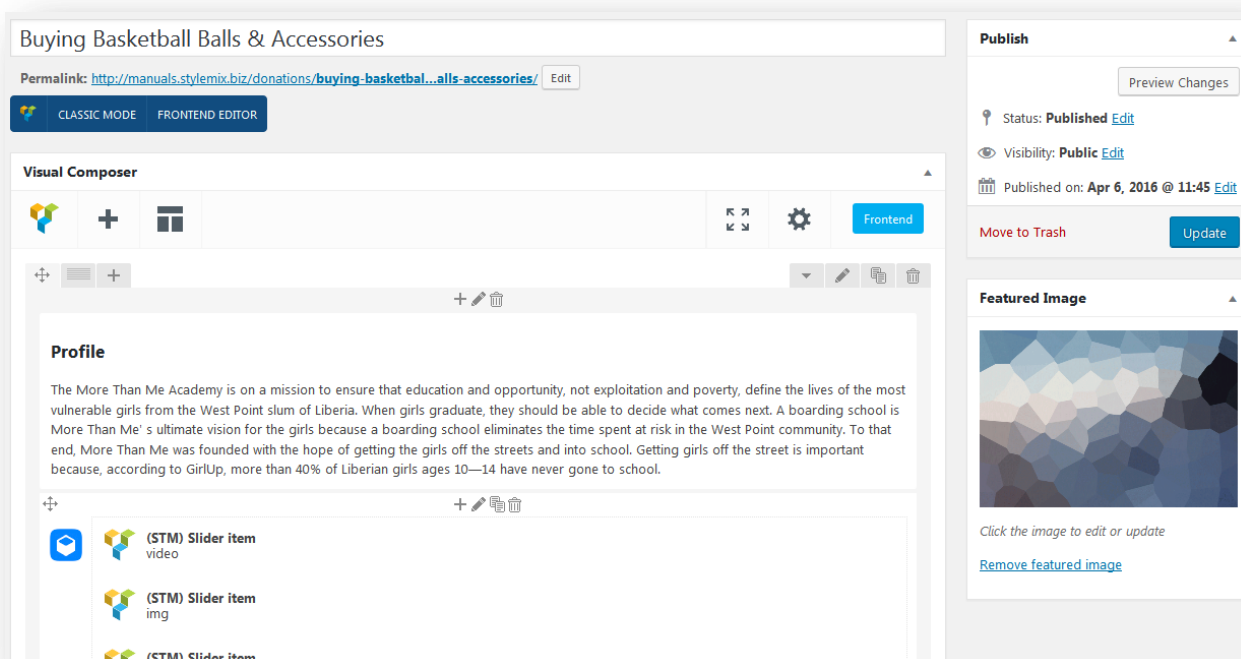 Buying Basketball Balls & Accessories
Permalink: http://manuals.stylemix.biz/donations/buying-basketbal...alls-accessories/ Edit
CLASSIC MODE FRONTEND EDITOR
Visual Composer
Frontend
Profile
The More Than Me Academy is on a mission to ensure that education and opportunity, not exploitation and poverty, define the lives of the most
vulnerable girls from the West Point slum of Liberia. When girls graduate, they should be able to decide what comes next. A boarding school is
More Than Me' s ultimate vision for the girls because a boarding school eliminates the time spent at risk in the West Point community. To that
end, More Than Me was founded with the hope of getting the girls off the streets and into school. Getting girls off the street is important
because, according to GirlUp, more than 40% of Liberian girls ages 10—14 have never gone to school.
(STM) Slider item
video
(STM) Slider item
img
(STM) Slider item
Publish
Preview Changes
Status: Published Edit
Visibility: Public Edit
Published on: Apr 6, 2016 @ 11:45 Edit
Move to Trash Update
Featured Image
Click the image to edit or update
Remove featured image